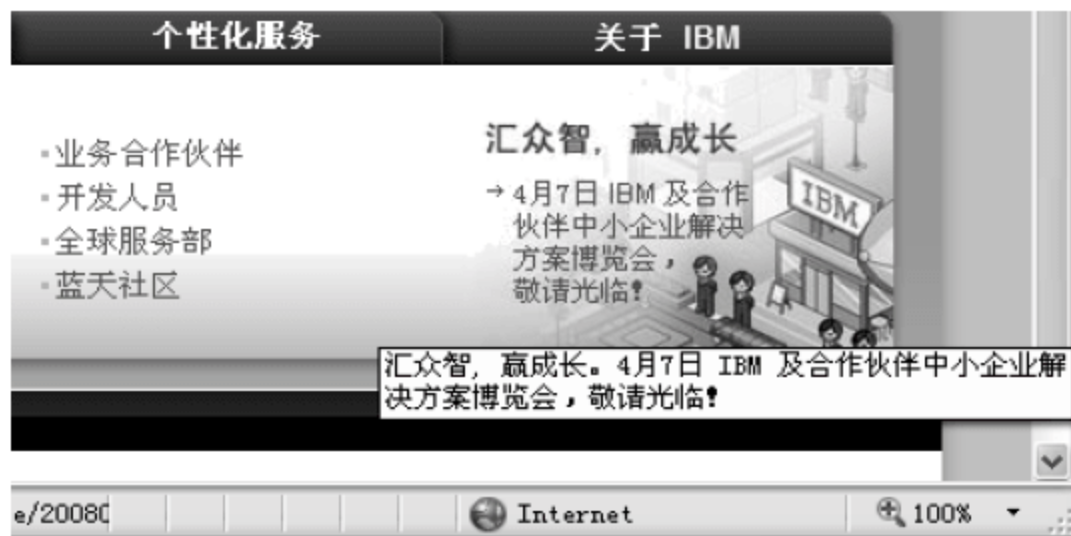 个性化服务
关于 IBM
业务合作伙伴
开发人员
全球服务部
蓝天社区
汇众智, 赢成长
→ 4月7日 IBM 及合作
伙伴中小企业解决
方案博览会，
敬请光临!
IBM
汇众智, 赢成长。4月7日 IBM 及合作伙伴中小企业解
决方案博览会，敬请光临!
e/20080
Internet
100%